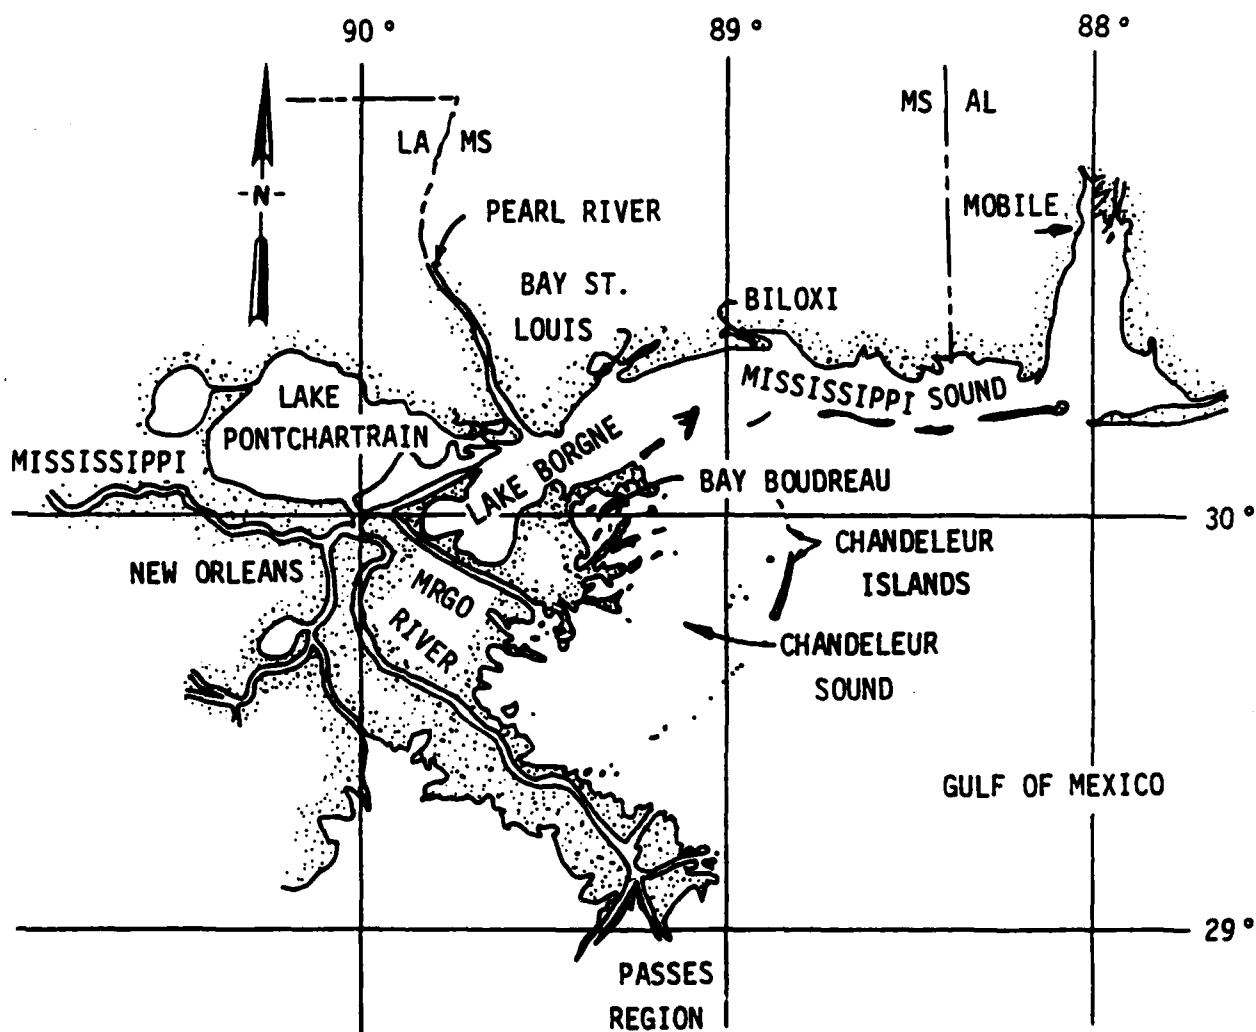 90°
89°
88°
MS AL
LA MS
-N-
MOBILE
PEARL RIVER
BAY ST.
LOUIS
BILOXI
MISSISSIPPI SOUND
LAKE
PONTCHARTRAIN
MISSISSIPPI
LAKE BORGNE
BAY BOUDREAU
30°
CHANDELEUR
ISLANDS
NEW ORLEANS
MRGO
RIVER
CHANDELEUR
SOUND
GULF OF MEXICO
29°
PASSES
REGION